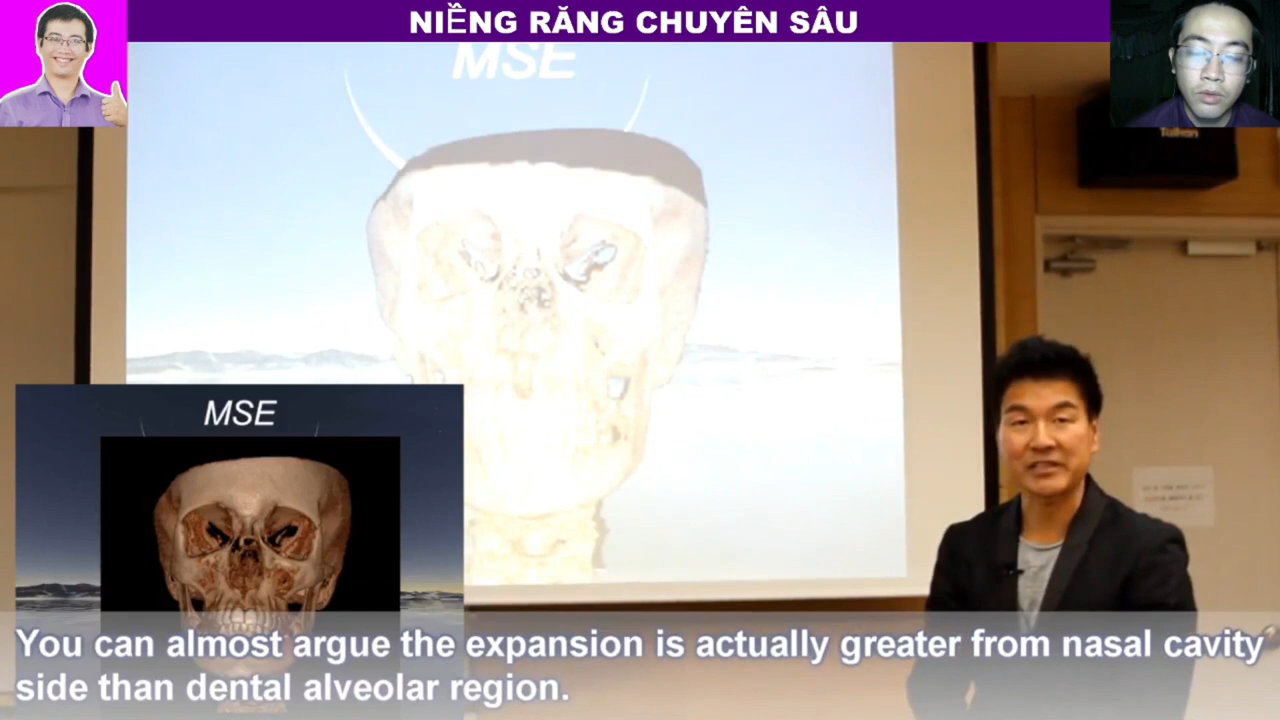 NIỀNG RĂNG CHUYÊN SÂU
MSE
MSE
You can almost argue the expansion is actually greater from nasal cavity
side than dental alveolar region.